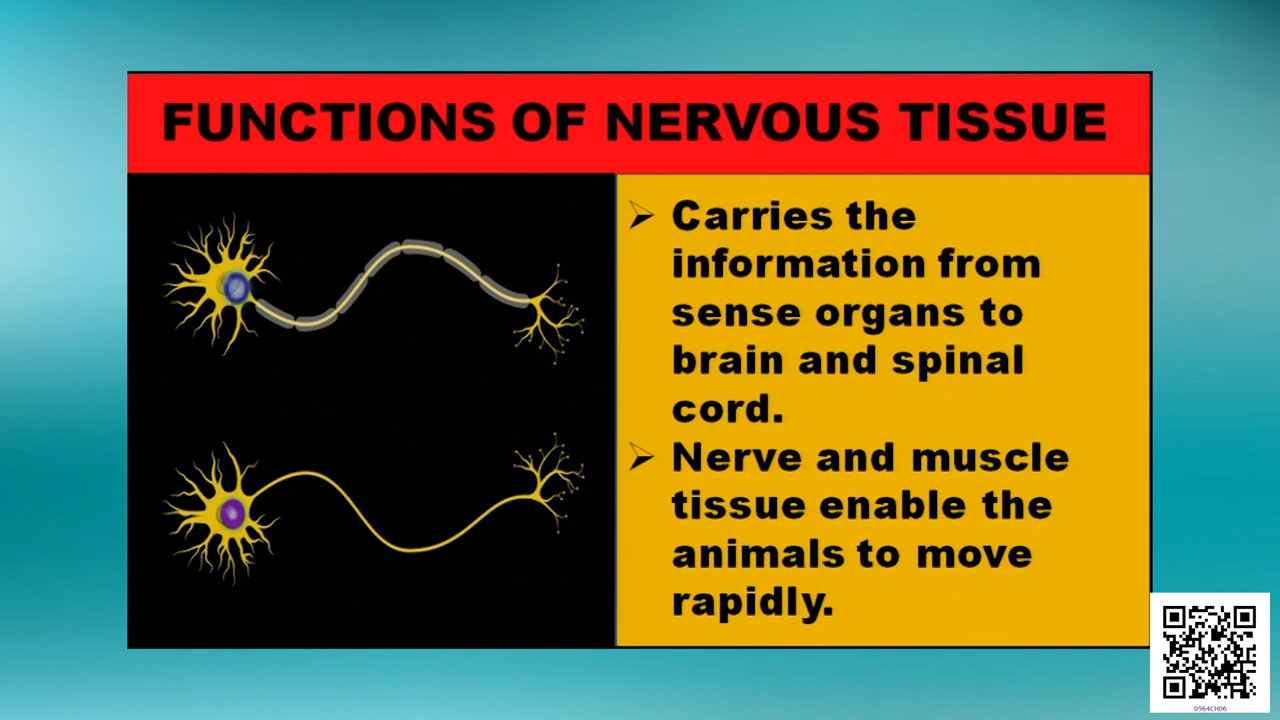 FUNCTIONS OF NERVOUS TISSUE
➢ Carries the
information from
sense organs to
brain and spinal
cord.
➢ Nerve and muscle
tissue enable the
animals to move
rapidly.
0964CH06